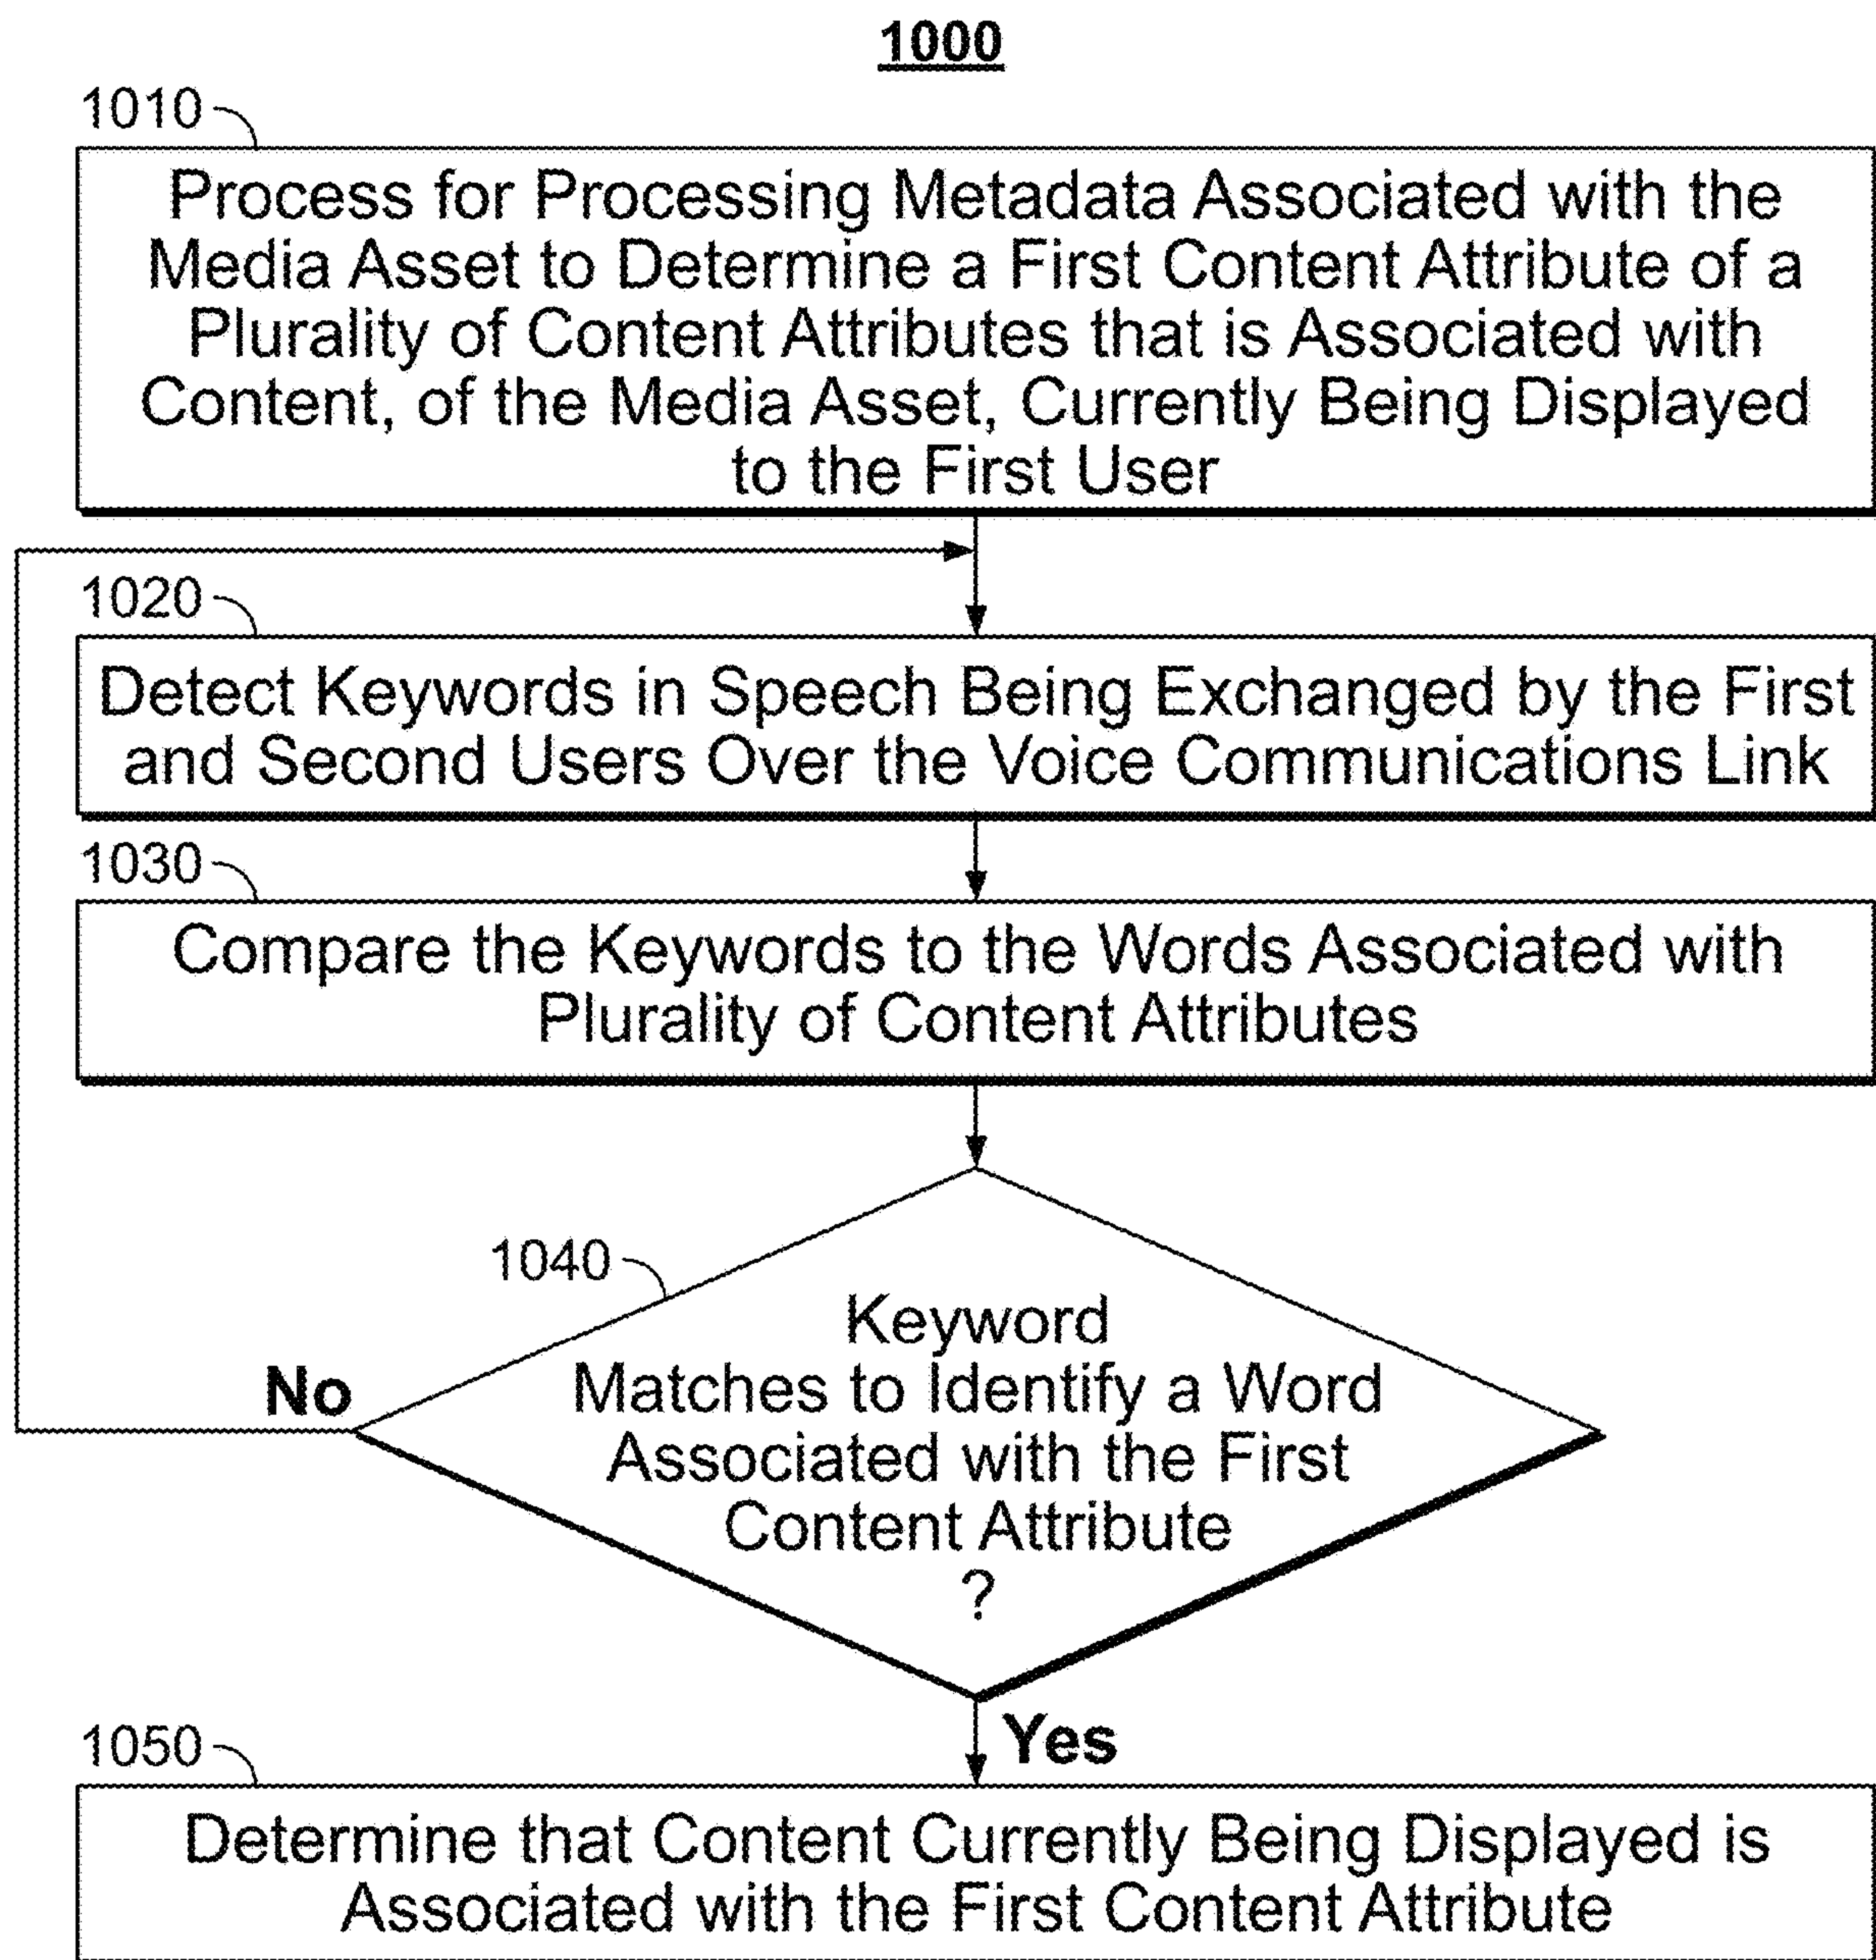 1000
1010
Process for Processing Metadata Associated with the
Media Asset to Determine a First Content Attribute of a
Plurality of Content Attributes that is Associated with
Content, of the Media Asset, Currently Being Displayed
to the First User
1020
Detect Keywords in Speech Being Exchanged by the First
and Second Users Over the Voice Communications Link
1030
Compare the Keywords to the Words Associated with
Plurality of Content Attributes
1040
Keyword
Matches to Identify a Word
Associated with the First
Content Attribute
?
No
Yes
1050
Determine that Content Currently Being Displayed is
Associated with the First Content Attribute